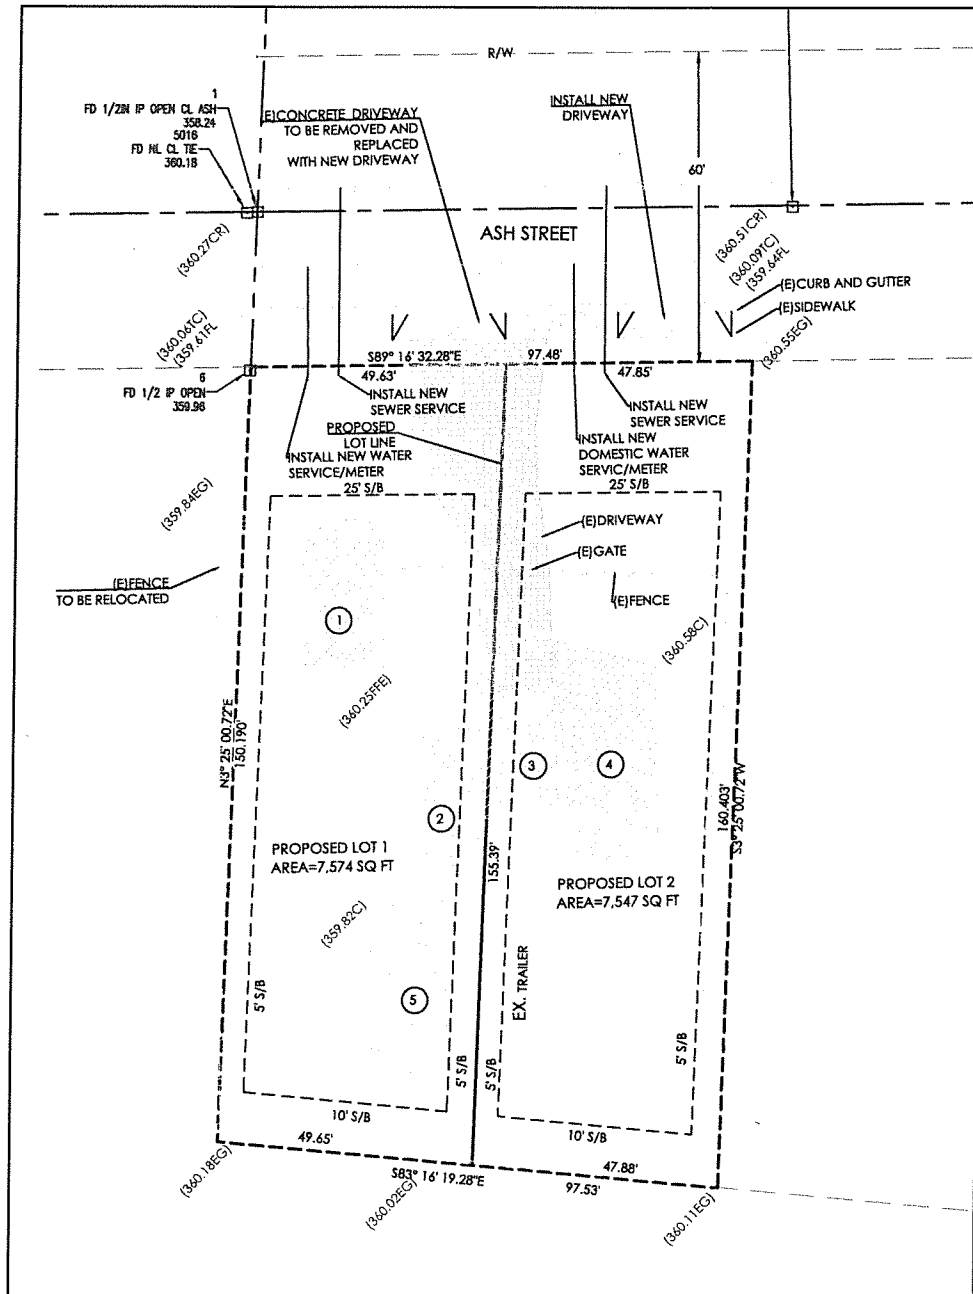 R/W
1
FD 1/2IN IP OPEN CL ASH
358.24
5016
FD NL CL TIE
360.18
(E)CONCRETE DRIVEWAY
TO BE REMOVED AND
REPLACED
WITH NEW DRIVEWAY
INSTALL NEW
DRIVEWAY
60'
ASH STREET
(360.27CR)
(360.51CR)
(360.09TC)
(359.64FL
(E)CURB AND GUTTER
(E)SIDEWALK
(360.06TC)
(359.61FL
(360.55EG)
S89° 16' 32.28"E
97.48'
49.63'
47.85'
6
FD 1/2 IP OPEN
359.96
INSTALL NEW
SEWER SERVICE
INSTALL NEW
SEWER SERVICE
PROPOSED
LOT LINE
INSTALL NEW WATER
SERVICE/METER
INSTALL NEW
DOMESTIC WATER
SERVIC/METER
25' S/B
25' S/B
(359.84EG)
(E)DRIVEWAY
(E)GATE
(E)FENCE
TO BE RELOCATED
(E)FENCE
1
(360.58C)
(360.25FFE)
N3° 25' 00.72"E
150.190'
3
4
2
160.403'
S3° 25' 00.72"W
155.39'
PROPOSED LOT 1
AREA=7,574 SQ FT
PROPOSED LOT 2
AREA=7,547 SQ FT
(359.82C)
EX. TRAILER
5
5' S/B
5' S/B
5' S/B
5' S/B
10' S/B
10' S/B
49.65'
47.88'
S83° 16' 19.28"E
97.53'
(360.18EG)
(360.02EG)
(360.11EG)